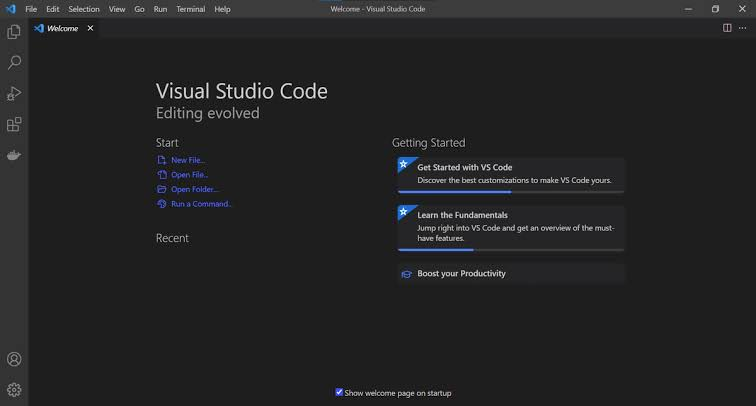 File Edit Selection View Go Run Terminal Help Welcome - Visual Studio Code
Welcome
Visual Studio Code
Editing evolved
Start
New File...
Open File...
Open Folder...
Run a Command...
Recent
Getting Started
Get Started with VS Code
Discover the best customizations to make VS Code yours.
Learn the Fundamentals
Jump right into VS Code and get an overview of the must-
have features.
Boost your Productivity
Show welcome page on startup